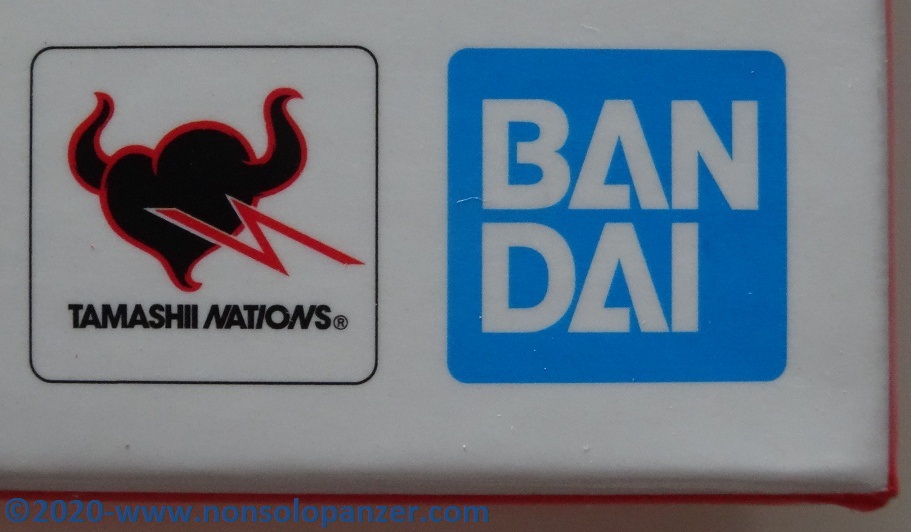 TAMASHII NATIONS®
BAN
DAI
©2020-www.nonsolopanzer.com